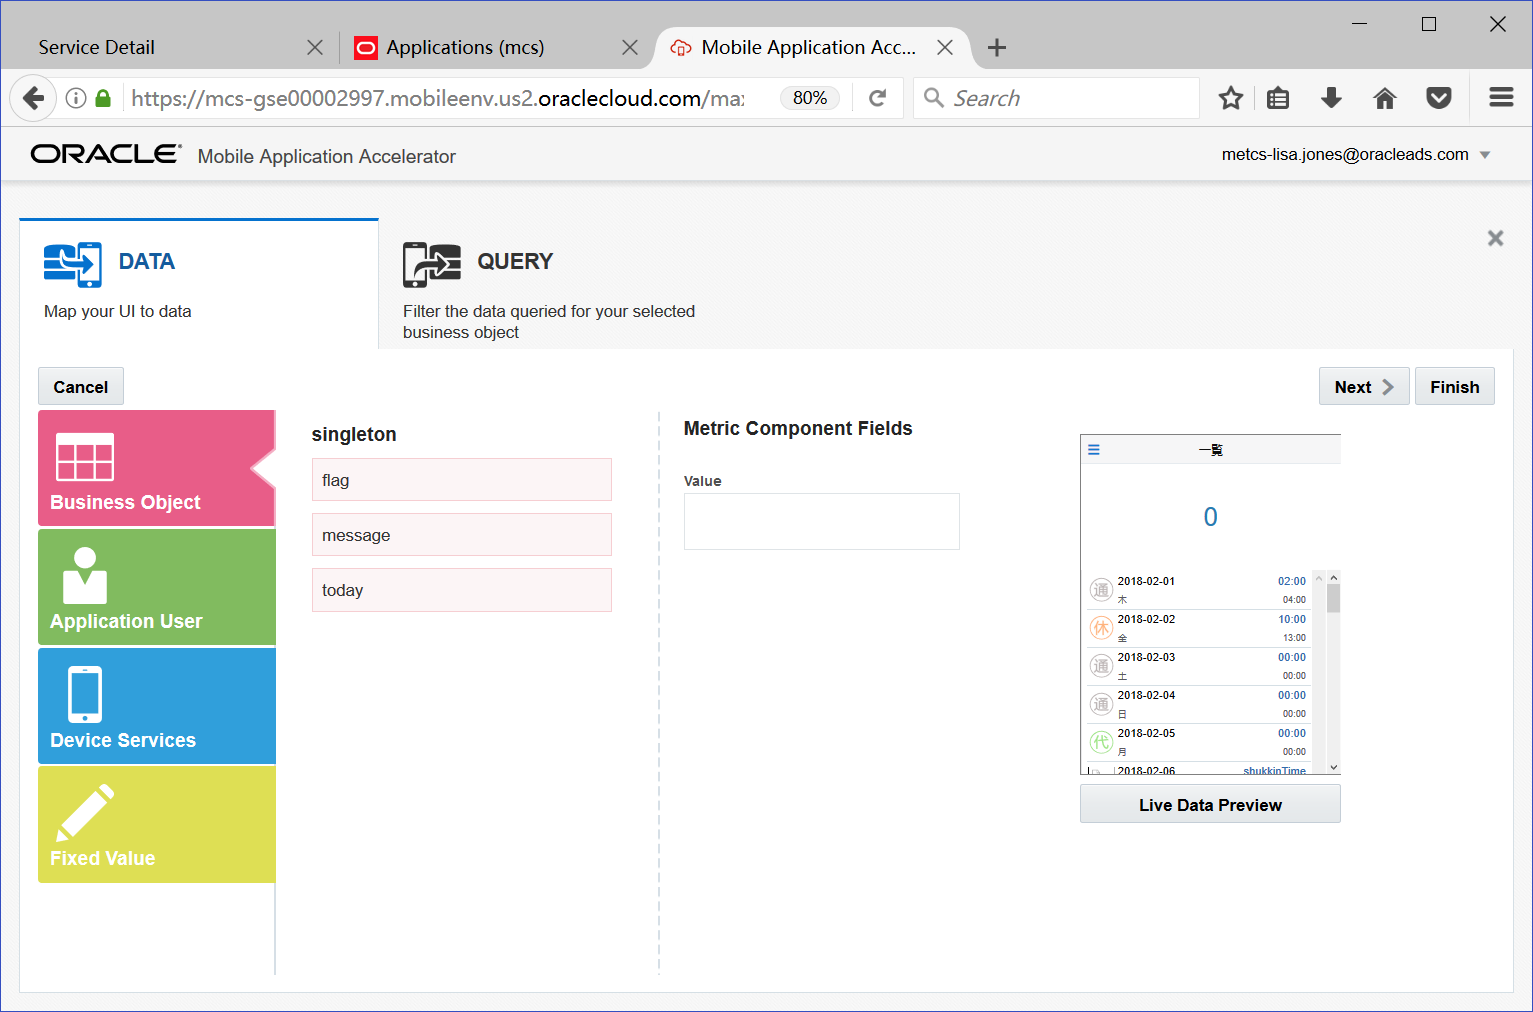 Service Detail
Applications (mcs)
Mobile Application Acc...
https://mcs-gse00002997.mobileenv.us2.oraclecloud.com/max
80%
Search
ORACLE Mobile Application Accelerator
metcs-lisa.jones@oracleads.com
DATA
Map your UI to data
QUERY
Filter the data queried for your selected
business object
Cancel
Next
Finish
Business Object
Application User
Device Services
Fixed Value
singleton
flag
message
today
Metric Component Fields
Value
一覧
0
通 2018-02-01 02:00
木 04:00
休 2018-02-02 10:00
金 13:00
通 2018-02-03 00:00
土 00:00
通 2018-02-04 00:00
日 00:00
代 2018-02-05 00:00
月 00:00
2018-02-06 shukkinTime
Live Data Preview